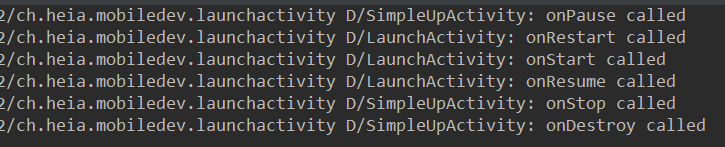 2/ch.heia.mobiledev.launchactivity D/SimpleUpActivity: onPause called
2/ch.heia.mobiledev.launchactivity D/LaunchActivity: onRestart called
2/ch.heia.mobiledev.launchactivity D/LaunchActivity: onStart called
2/ch.heia.mobiledev.launchactivity D/LaunchActivity: onResume called
2/ch.heia.mobiledev.launchactivity D/SimpleUpActivity: onStop called
2/ch.heia.mobiledev.launchactivity D/SimpleUpActivity: onDestroy called